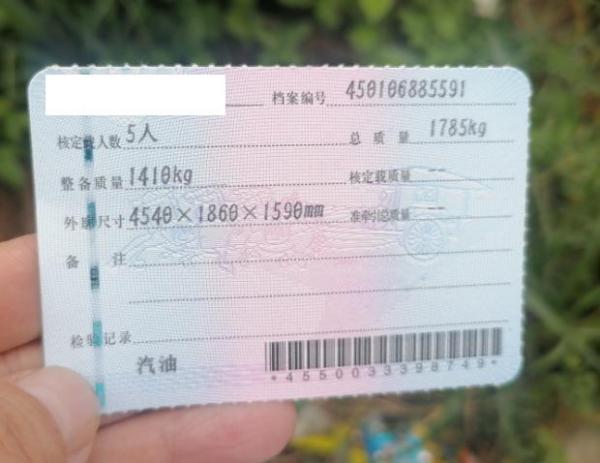 档案编号 450106885591
核定载人数 5人 总质量 1785kg
整备质量 1410kg 核定载质量 --
外廓尺寸 4540×1860×1590mm 准牵引总质量 --
备注
检验记录
汽油
*4550033398749*